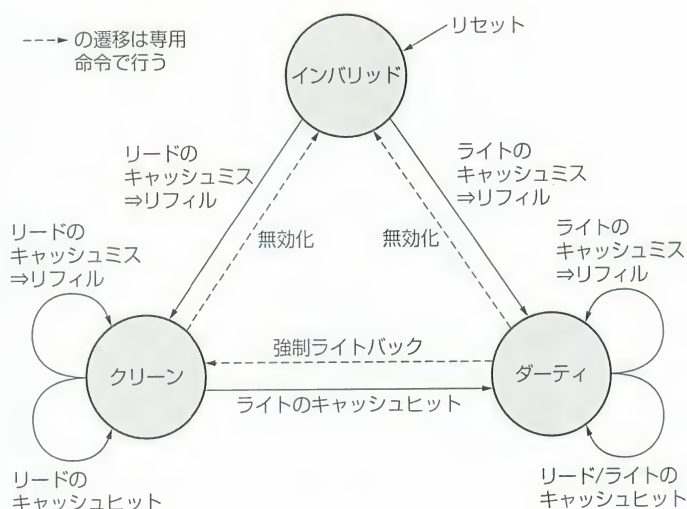 ----► の遷移は専用
命令で行う
リセット
インバリッド
リードの
キャッシュミス
⇒リフィル
ライトの
キャッシュミス
⇒リフィル
リードの
キャッシュミス
⇒リフィル
無効化
無効化
ライトの
キャッシュミス
⇒リフィル
強制ライトバック
クリーン
ダーティ
ライトのキャッシュヒット
リードの
キャッシュヒット
リード/ライトの
キャッシュヒット